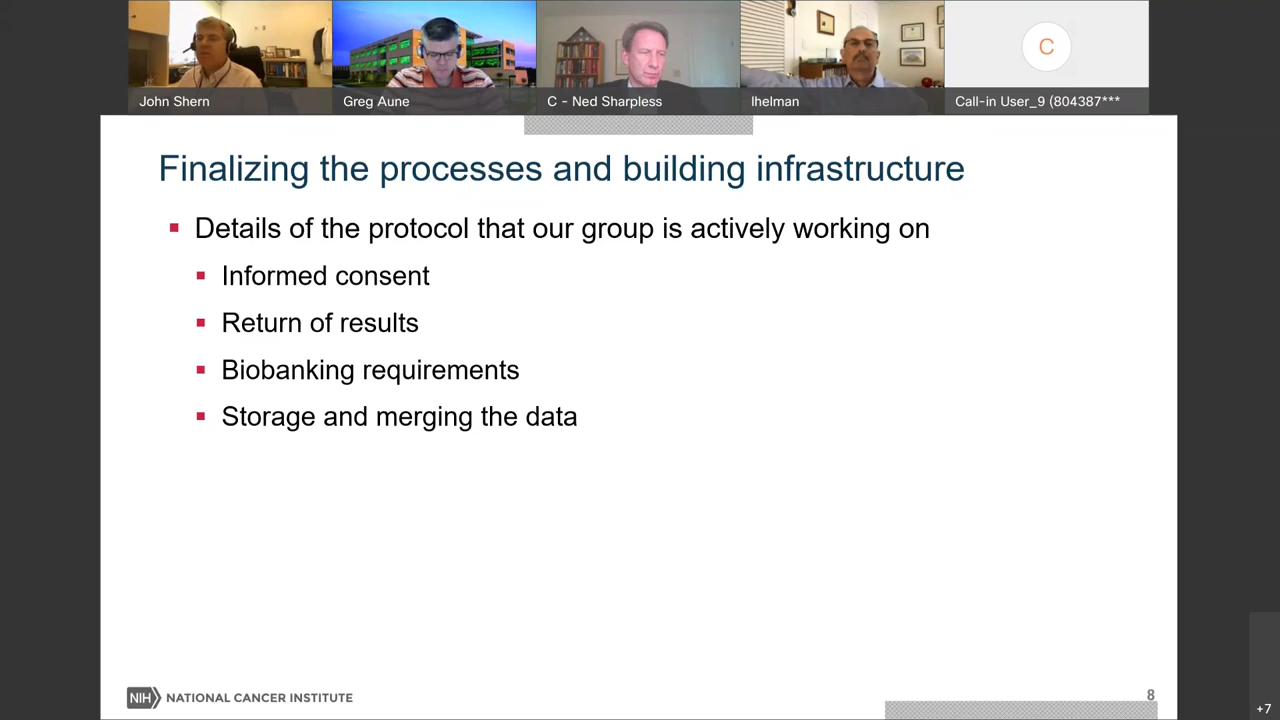 John Shern
Greg Aune
C - Ned Sharpless
lhelman
C
Call-in User_9 (804387***
Finalizing the processes and building infrastructure
Details of the protocol that our group is actively working on
Informed consent
Return of results
Biobanking requirements
Storage and merging the data
NIH NATIONAL CANCER INSTITUTE
8
+7